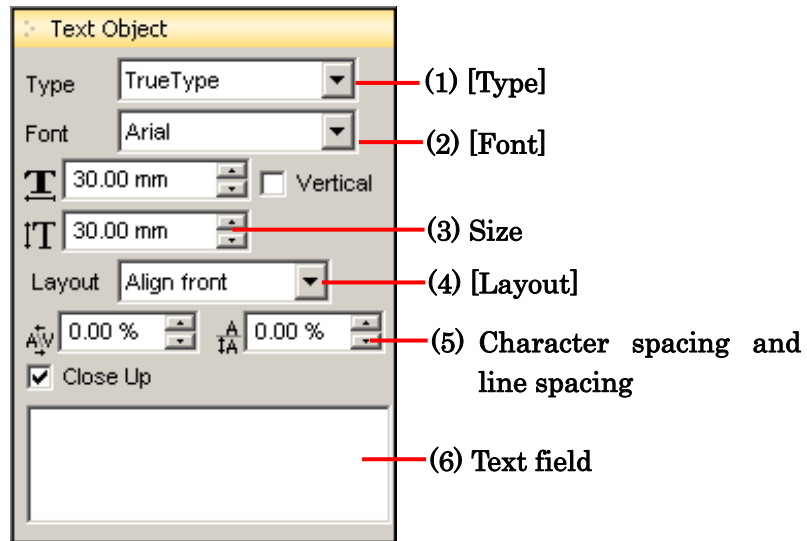 Text Object
Type TrueType (1) [Type]
Font Arial (2) [Font]
T 30.00 mm Vertical
T 30.00 mm (3) Size
Layout Align front (4) [Layout]
AV 0.00 % A A 0.00 % (5) Character spacing and
line spacing
Close Up
(6) Text field